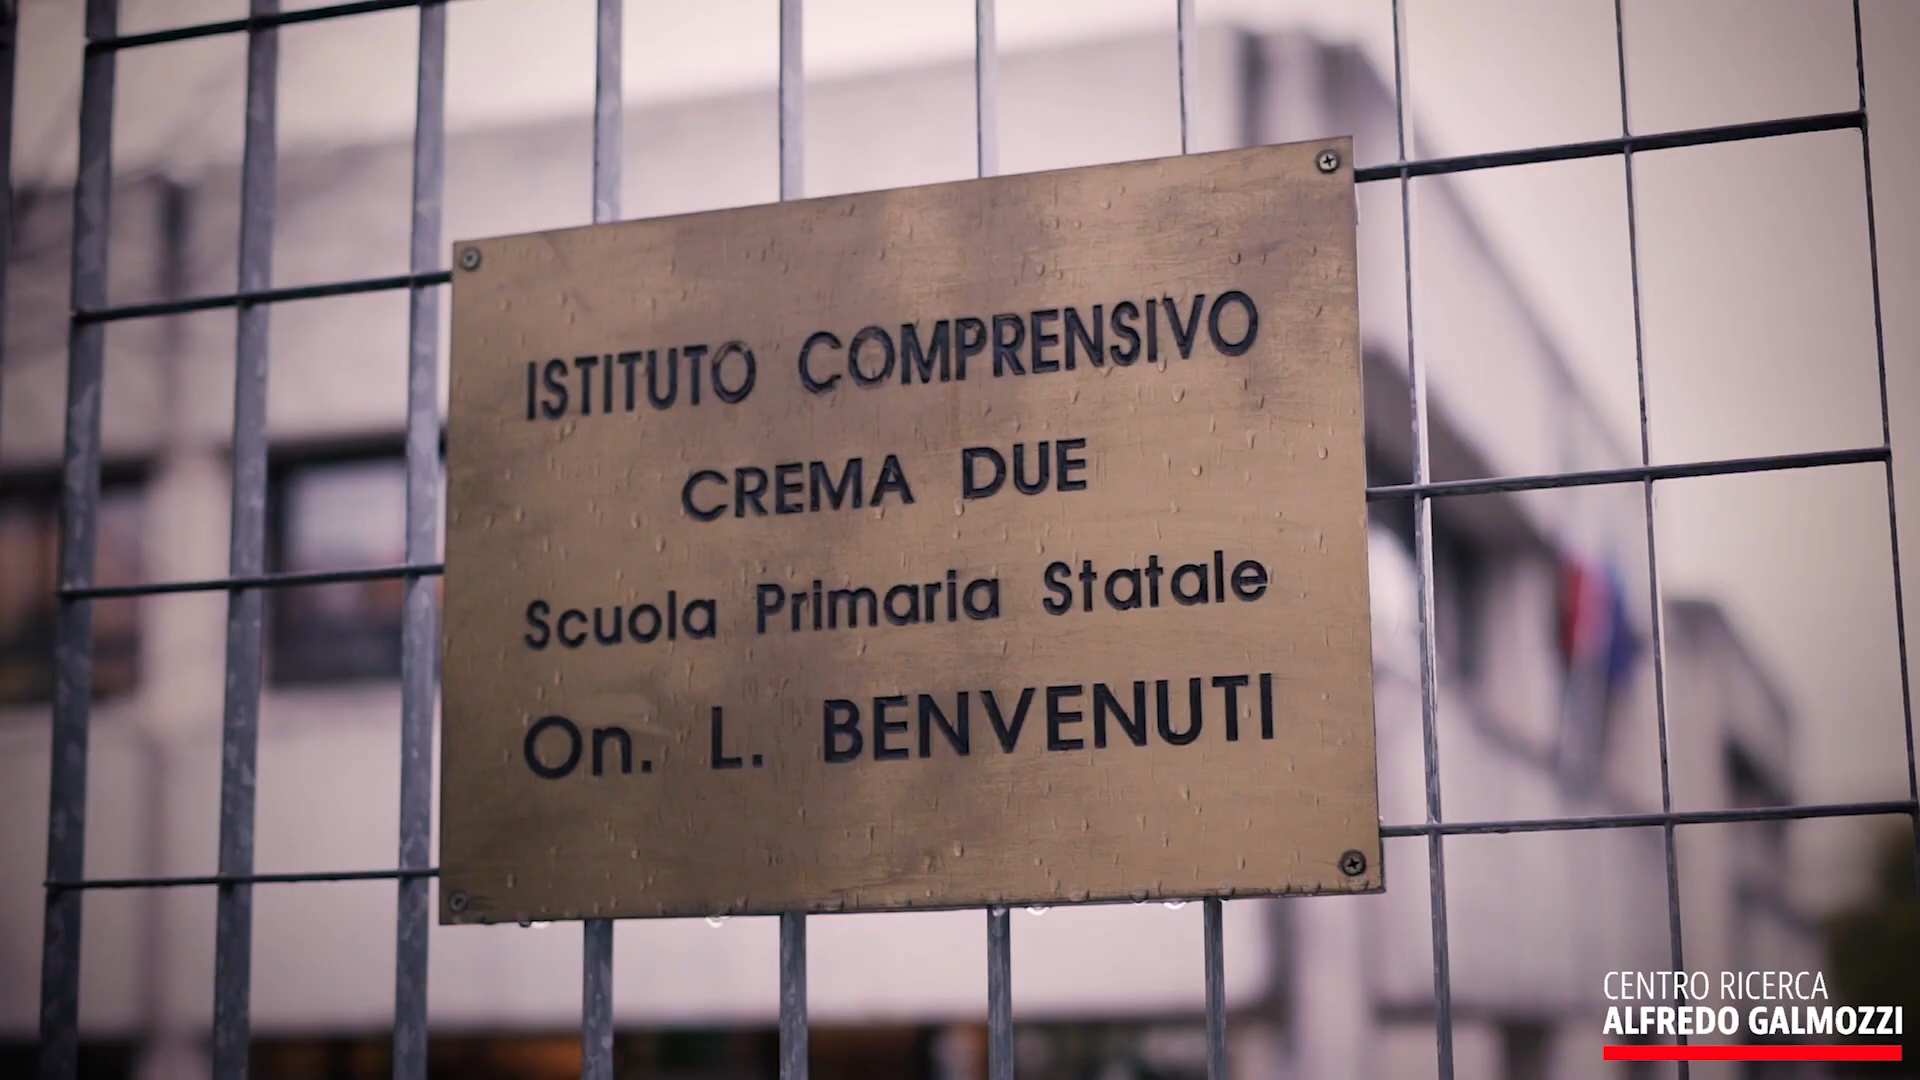 ISTITUTO COMPRENSIVO
CREMA DUE
Scuola Primaria Statale
On. L. BENVENUTI
CENTRO RICERCA
ALFREDO GALMOZZI